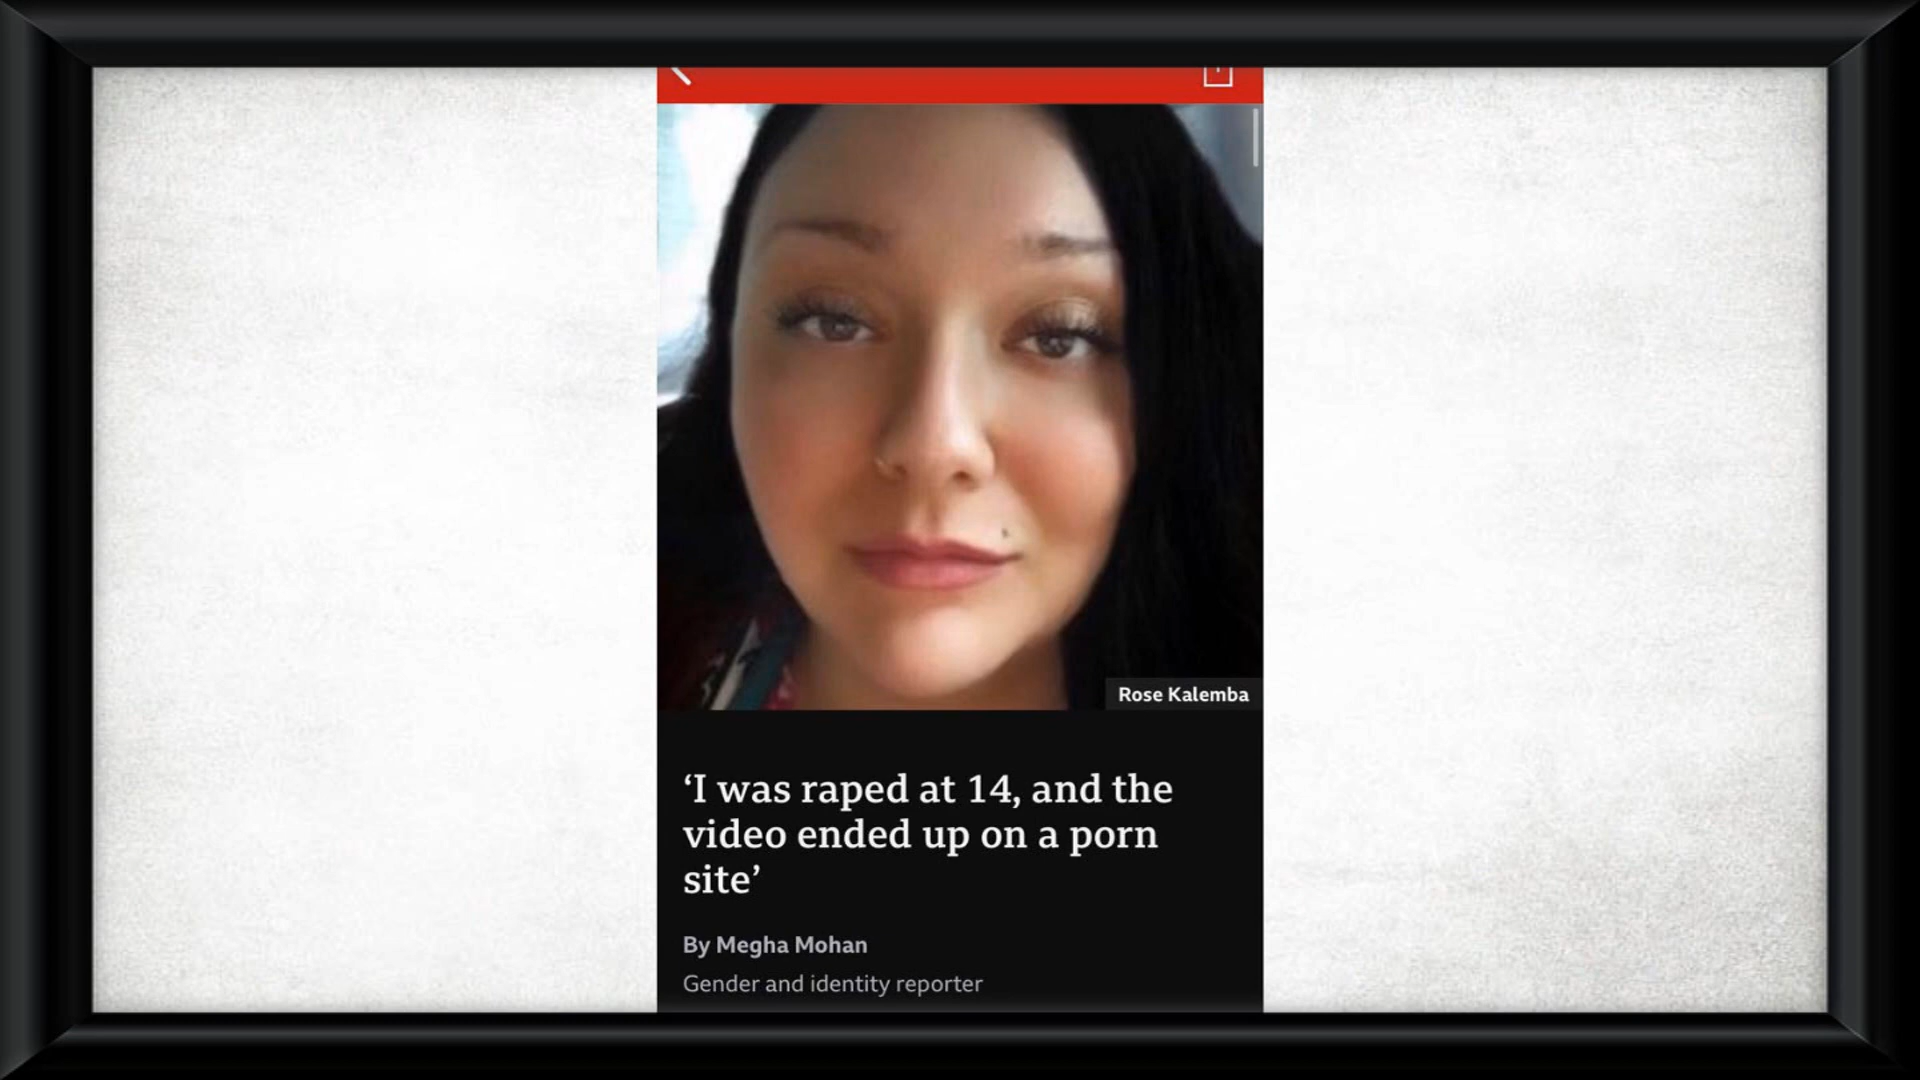 Rose Kalemba
‘I was raped at 14, and the
video ended up on a porn
site’
By Megha Mohan
Gender and identity reporter